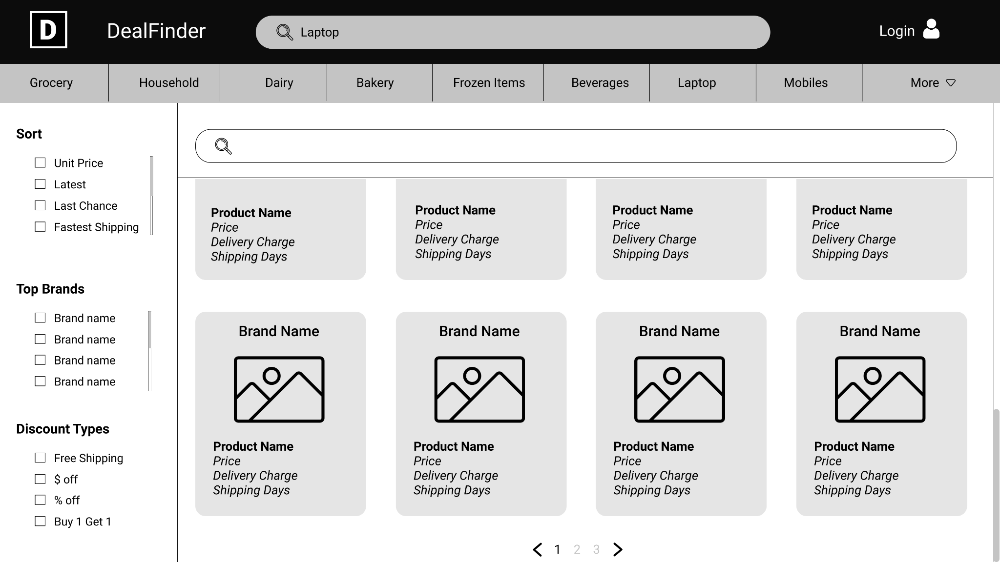 D
DealFinder
Laptop
Login
Grocery
Household
Dairy
Bakery
Frozen Items
Beverages
Laptop
Mobiles
More
Sort
Unit Price
Latest
Last Chance
Fastest Shipping
Top Brands
Brand name
Brand name
Brand name
Brand name
Discount Types
Free Shipping
$ off
% off
Buy 1 Get 1
Product Name
Price
Delivery Charge
Shipping Days
Product Name
Price
Delivery Charge
Shipping Days
Product Name
Price
Delivery Charge
Shipping Days
Product Name
Price
Delivery Charge
Shipping Days
Brand Name
Product Name
Price
Delivery Charge
Shipping Days
Brand Name
Product Name
Price
Delivery Charge
Shipping Days
Brand Name
Product Name
Price
Delivery Charge
Shipping Days
Brand Name
Product Name
Price
Delivery Charge
Shipping Days
1 2 3